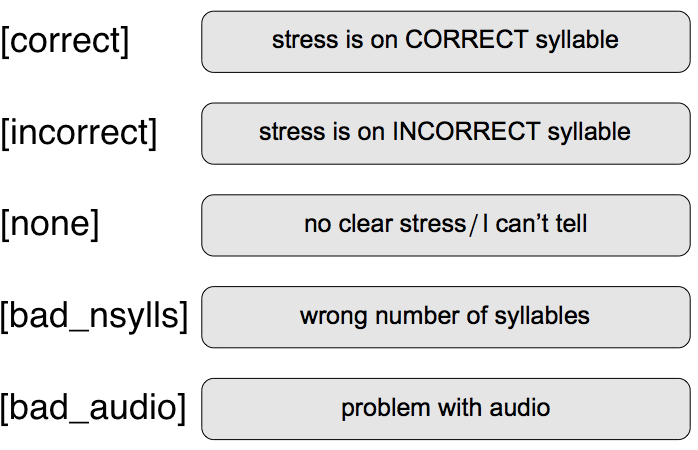 [correct] stress is on CORRECT syllable
[incorrect] stress is on INCORRECT syllable
[none] no clear stress/I can't tell
[bad_nsylls] wrong number of syllables
[bad_audio] problem with audio